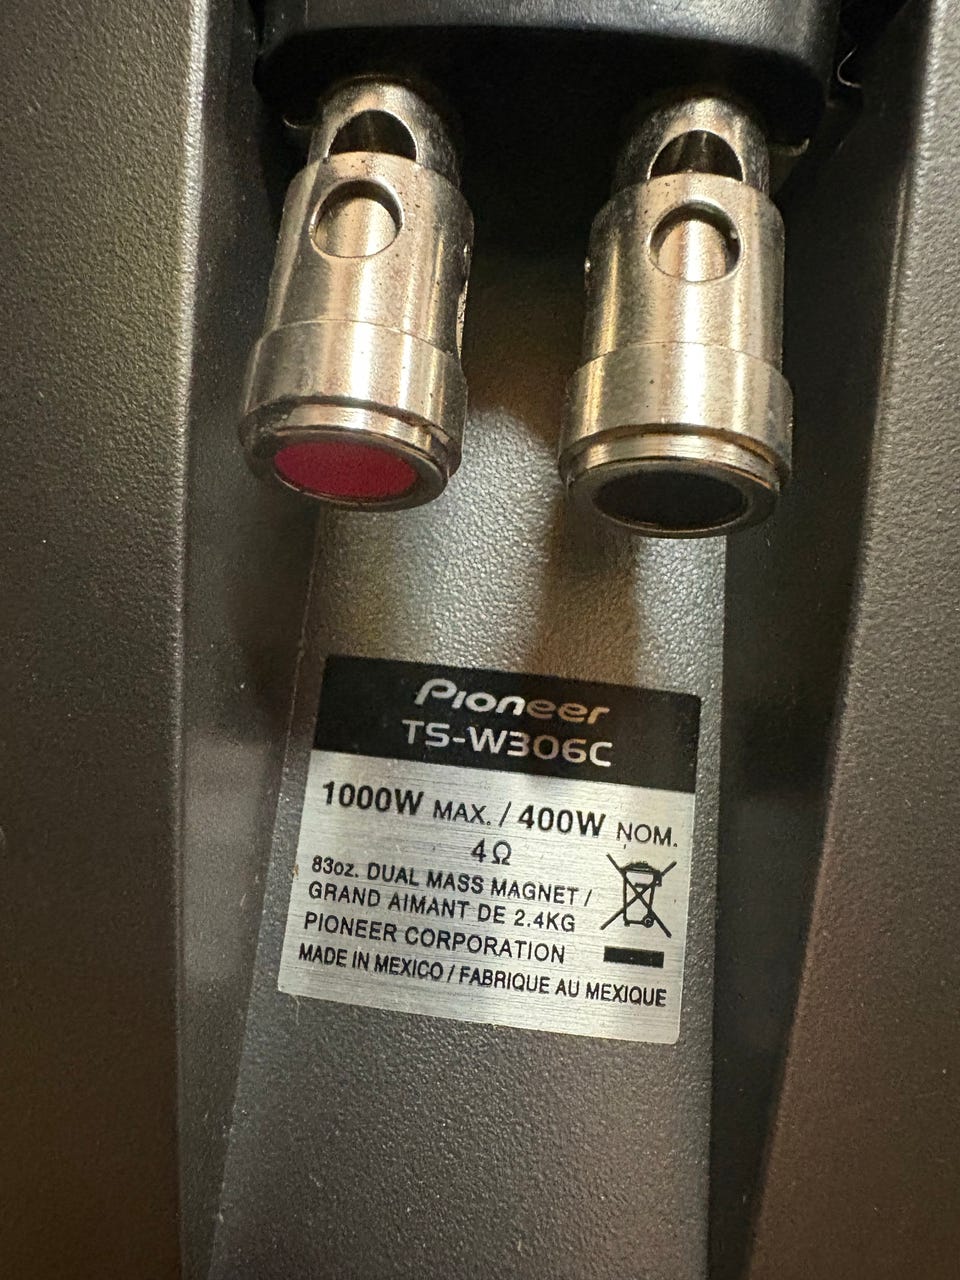 Pioneer
TS-W306C
1000W MAX. / 400W NOM.
4Ω
83oz. DUAL MASS MAGNET /
GRAND AIMANT DE 2.4KG
PIONEER CORPORATION
MADE IN MEXICO / FABRIQUE AU MEXIQUE